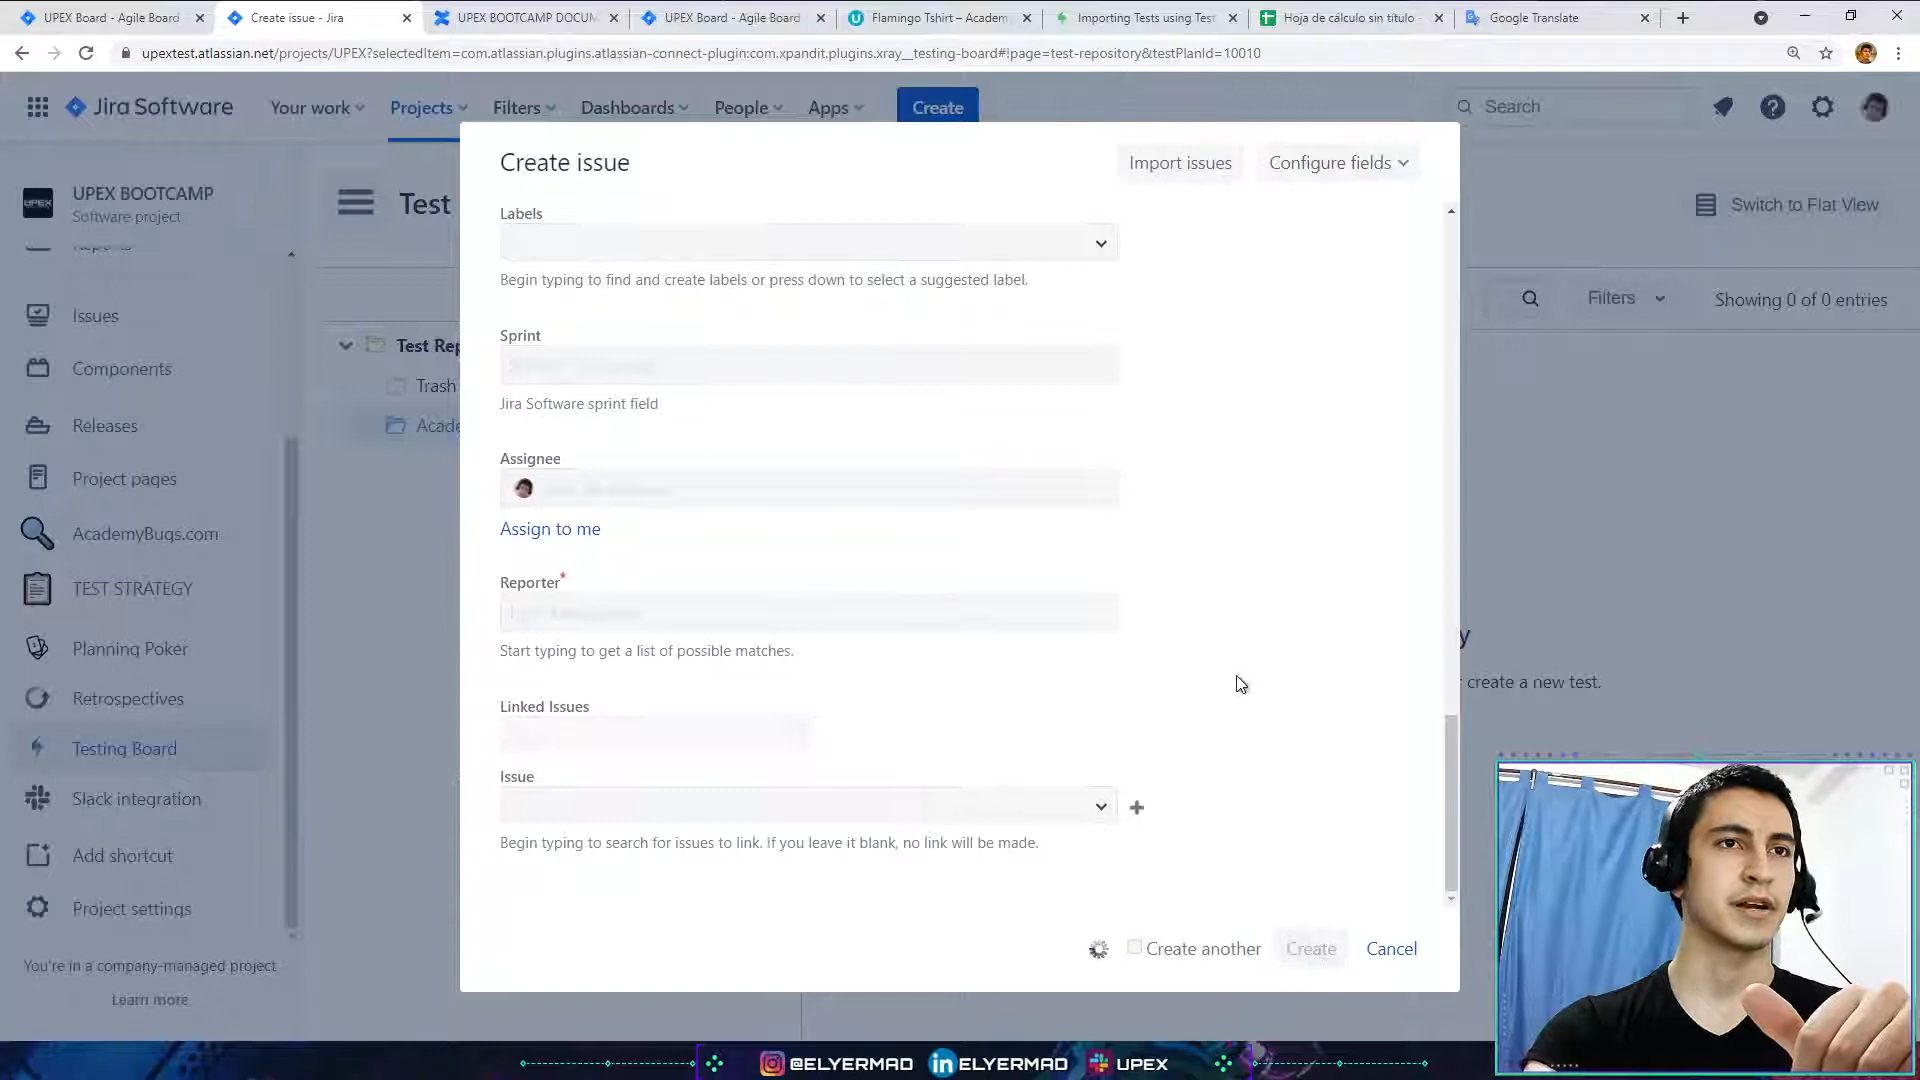 UPEX Board - Agile Board
Create issue - Jira
UPEX BOOTCAMP DOCUM
UPEX Board - Agile Board
Flamingo Tshirt – Academ
Importing Tests using Test
Hoja de cálculo sin título -
Google Translate
upextest.atlassian.net/projects/UPEX?selectedItem=com.atlassian.plugins.atlassian-connect-plugin:com.xpandit.plugins.xray__testing-board#!page=test-repository&testPlanId=10010
Jira Software
Your work
Projects
Filters
Dashboards
People
Apps
Create
Search
UPEX
UPEX BOOTCAMP
Software project
Reports
Issues
Components
Releases
Project pages
AcademyBugs.com
TEST STRATEGY
Planning Poker
Retrospectives
Testing Board
Slack integration
Add shortcut
Project settings
You're in a company-managed project
Learn more
Test
Switch to Flat View
Filters
Showing 0 of 0 entries
Test Rep
Trash
Acade
y
create a new test.
Create issue
Import issues
Configure fields
Labels
Begin typing to find and create labels or press down to select a suggested label.
Sprint
Jira Software sprint field
Assignee
Assign to me
Reporter*
Start typing to get a list of possible matches.
Linked Issues
Issue
Begin typing to search for issues to link. If you leave it blank, no link will be made.
Create another
Create
Cancel
@ELYERMAD
in ELYERMAD
UPEX